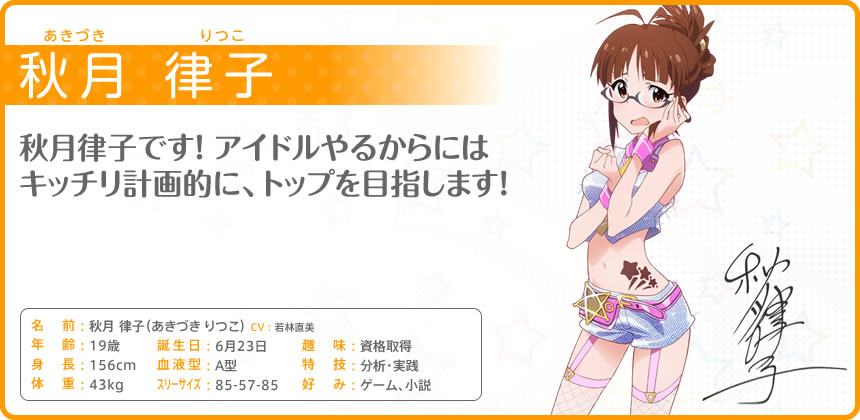 あきづき りつこ
秋月 律子
秋月律子です! アイドルやるからには
キッチリ計画的に、トップを目指します!
名 前:秋月 律子(あきづき りつこ) CV:若林直美
年 齢:19歳 誕生日:6月23日 趣 味:資格取得
身 長:156cm 血液型:A型 特 技:分析・実践
体 重:43kg スリーサイズ:85-57-85 好 み:ゲーム、小説
秋月律子